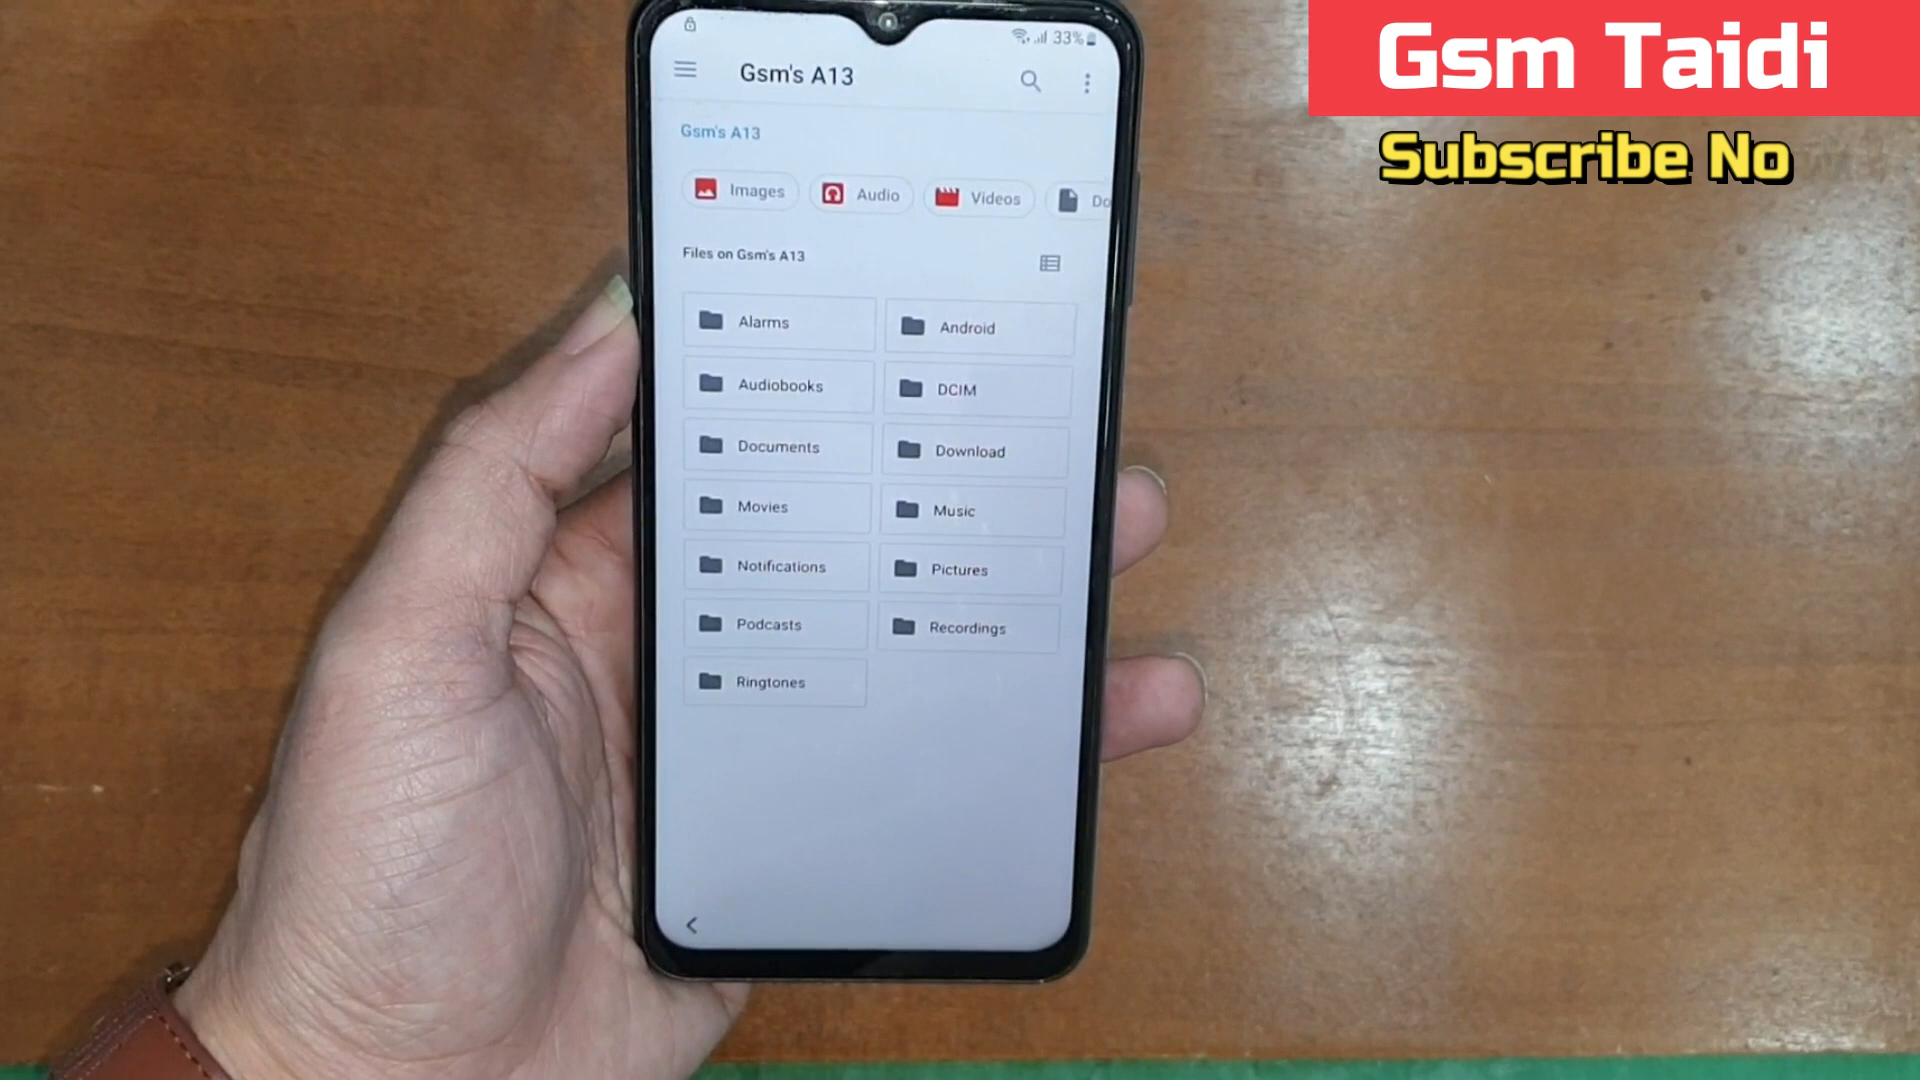 Gsm Taidi
Subscribe No
33%
Gsm's A13
Gsm's A13
Images
Audio
Videos
Do
Files on Gsm's A13
Alarms
Android
Audiobooks
DCIM
Documents
Download
Movies
Music
Notifications
Pictures
Podcasts
Recordings
Ringtones